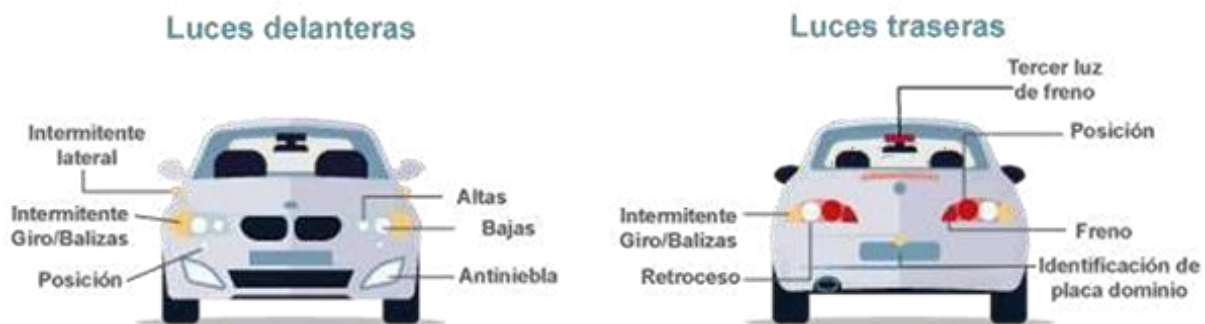 Luces delanteras
Intermitente
lateral
Intermitente
Giro/Balizas
Posición
Altas
Bajas
Antiniebla
Luces traseras
Tercer luz
de freno
Posición
Intermitente
Giro/Balizas
Retroceso
Freno
Identificación de
placa dominio